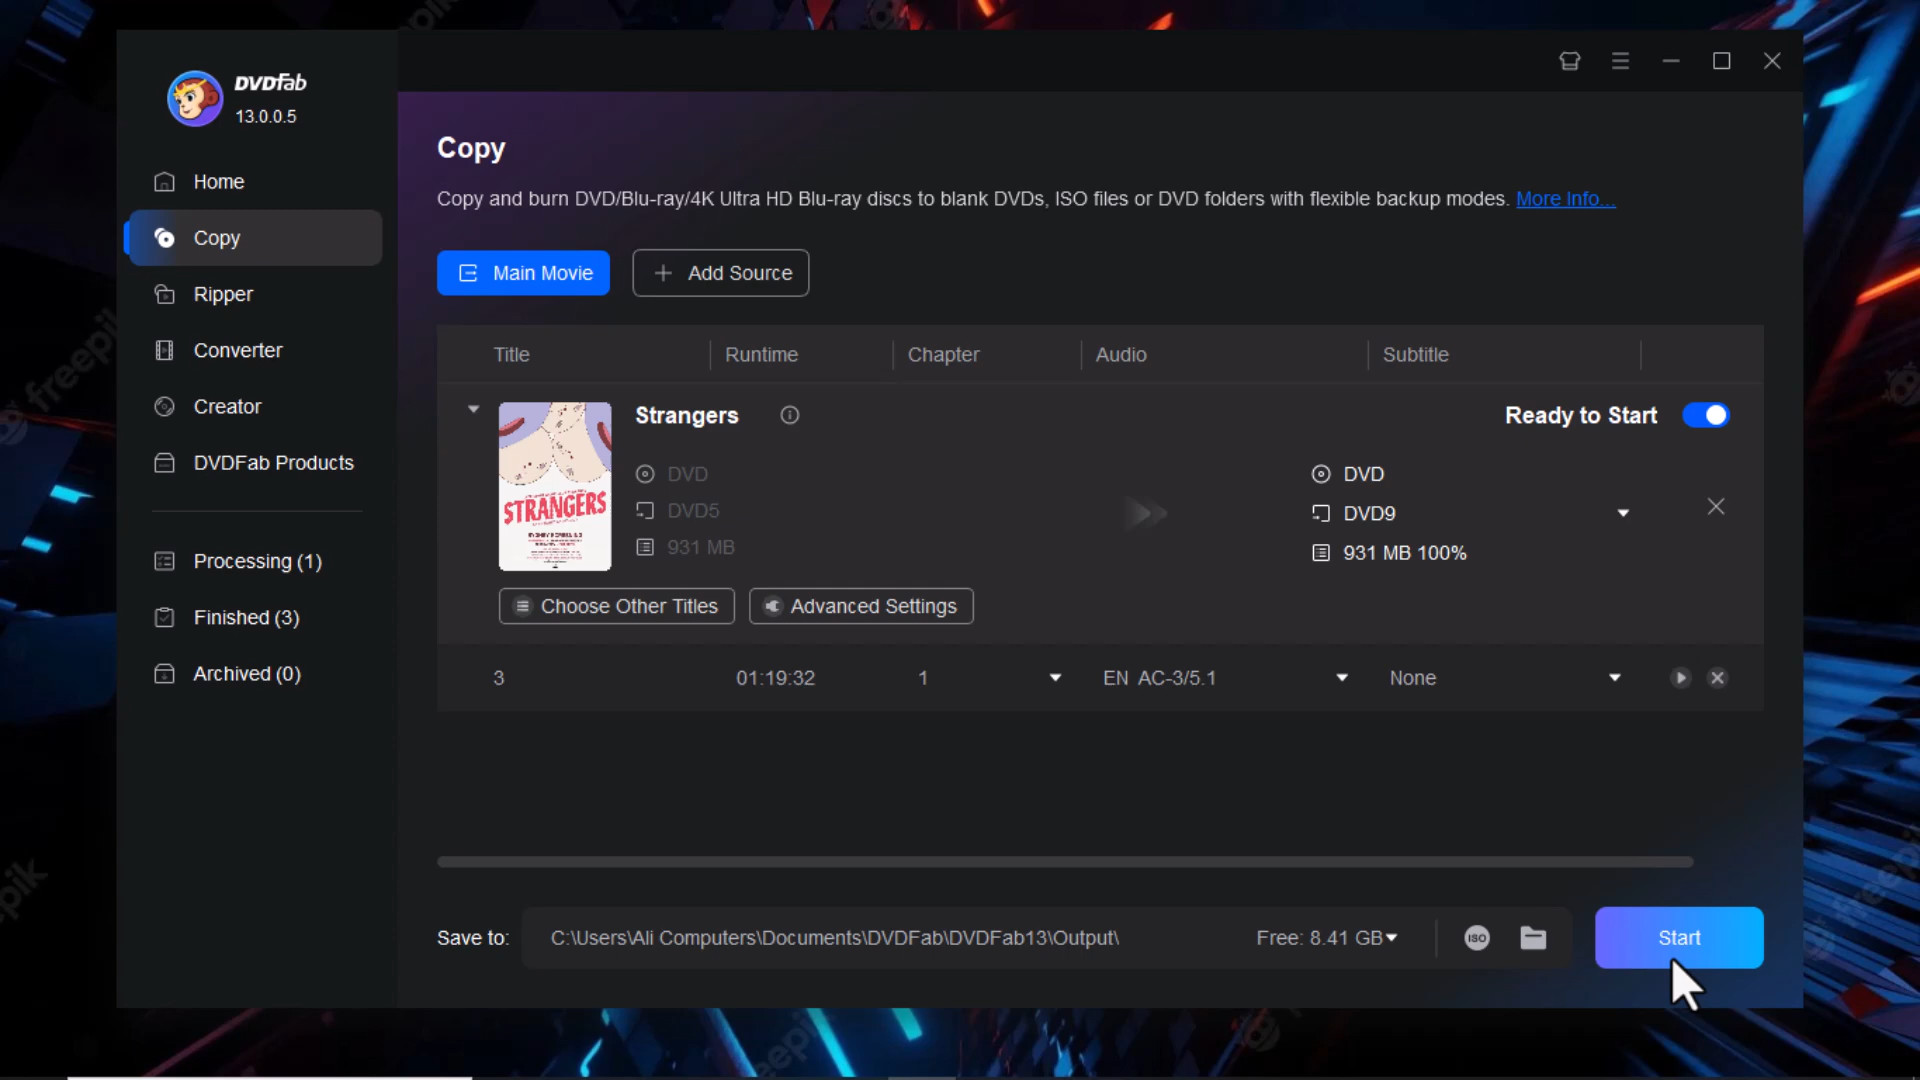 DVDFab
13.0.0.5
Home
Copy
Ripper
Converter
Creator
DVDFab Products
Processing (1)
Finished (3)
Archived (0)
Copy
Copy and burn DVD/Blu-ray/4K Ultra HD Blu-ray discs to blank DVDs, ISO files or DVD folders with flexible backup modes. More Info...
Main Movie
Add Source
Title Runtime Chapter Audio Subtitle
Strangers
Ready to Start
STRANGERS
DVD
DVD5
931 MB
DVD
DVD9
931 MB 100%
Choose Other Titles
Advanced Settings
3 01:19:32 1 EN AC-3/5.1 None
Save to: C:\Users\Ali Computers\Documents\DVDFab\DVDFab13\Output\ Free: 8.41 GB
ISO
Start
freepik
freepik